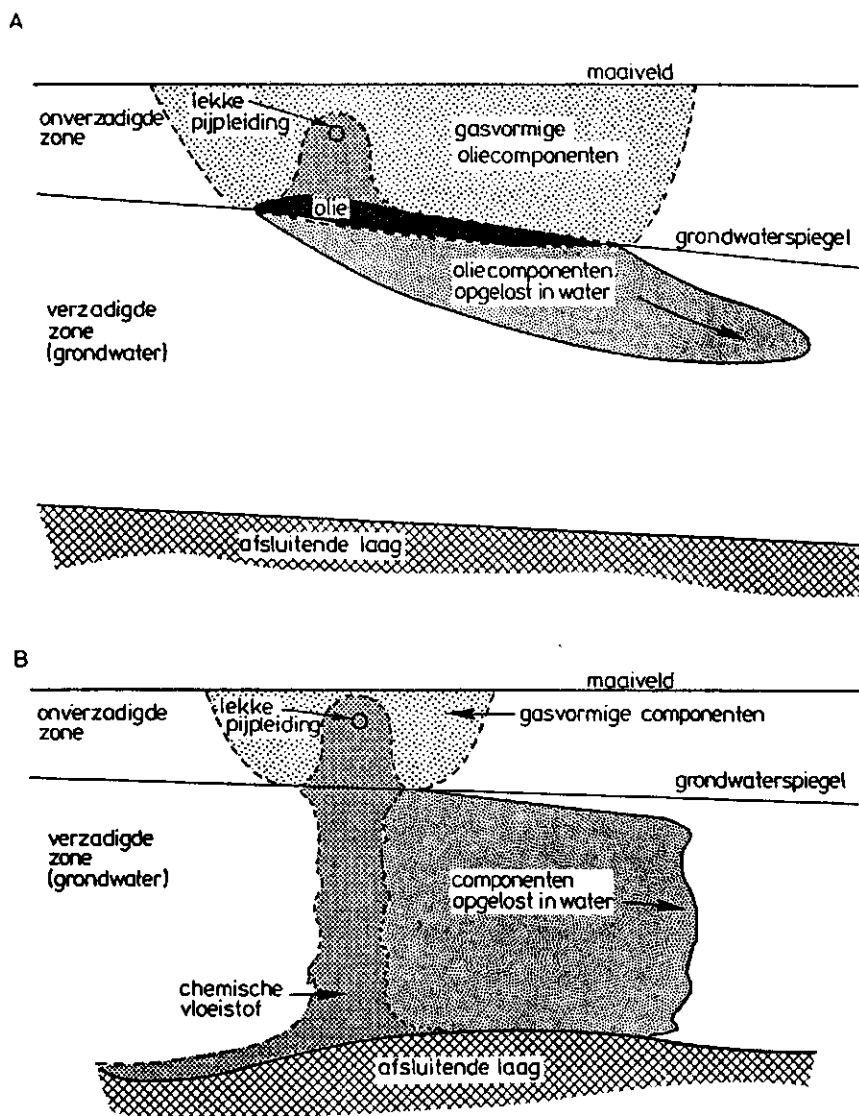 A
maaiveld
lekke
pijpleiding
onverzadigde
zone
gasvormige
oliecomponenten
olie
grondwaterspiegel
oliecomponenten
opgelost in water
verzadigde
zone
(grondwater)
afsluitende laag
B
maaiveld
onverzadigde
zone
lekke
pijpleiding
gasvormige componenten
grondwaterspiegel
verzadigde
zone
(grondwater)
componenten
opgelost in water
chemische
vloeistof
afsluitende laag